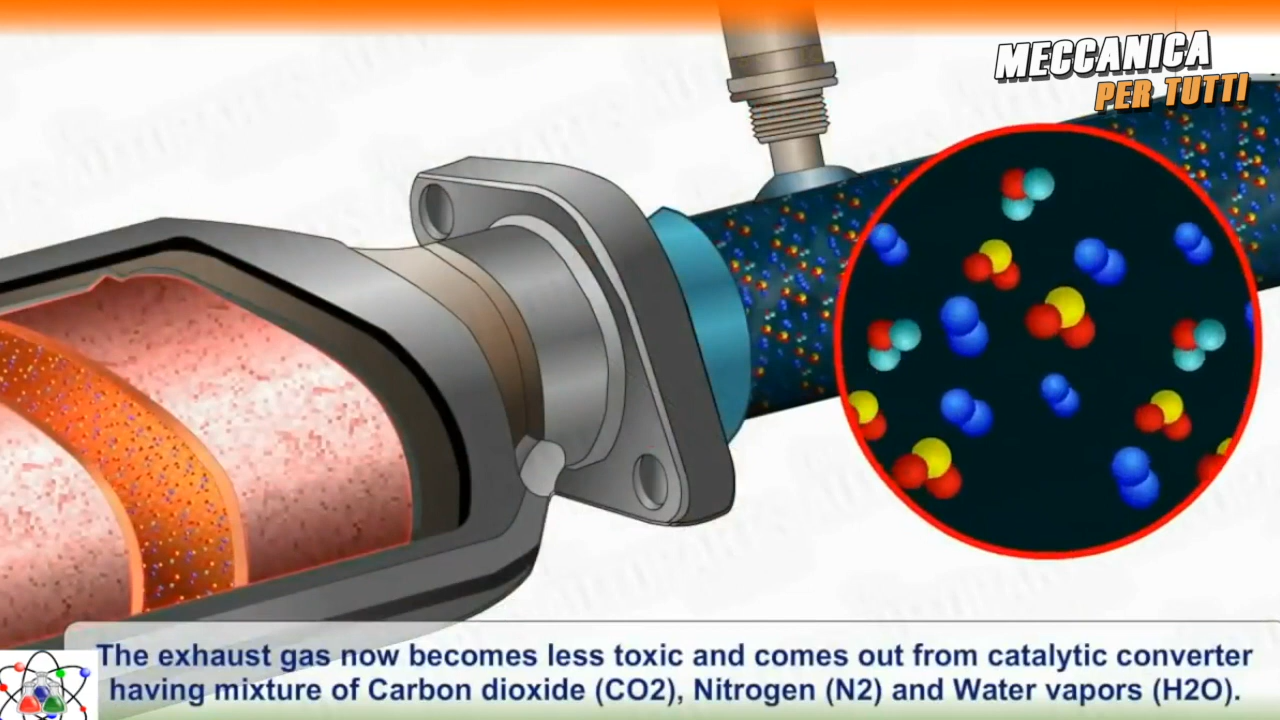 MECCANICA
PER TUTTI
The exhaust gas now becomes less toxic and comes out from catalytic converter
having mixture of Carbon dioxide (CO2), Nitrogen (N2) and Water vapors (H2O).